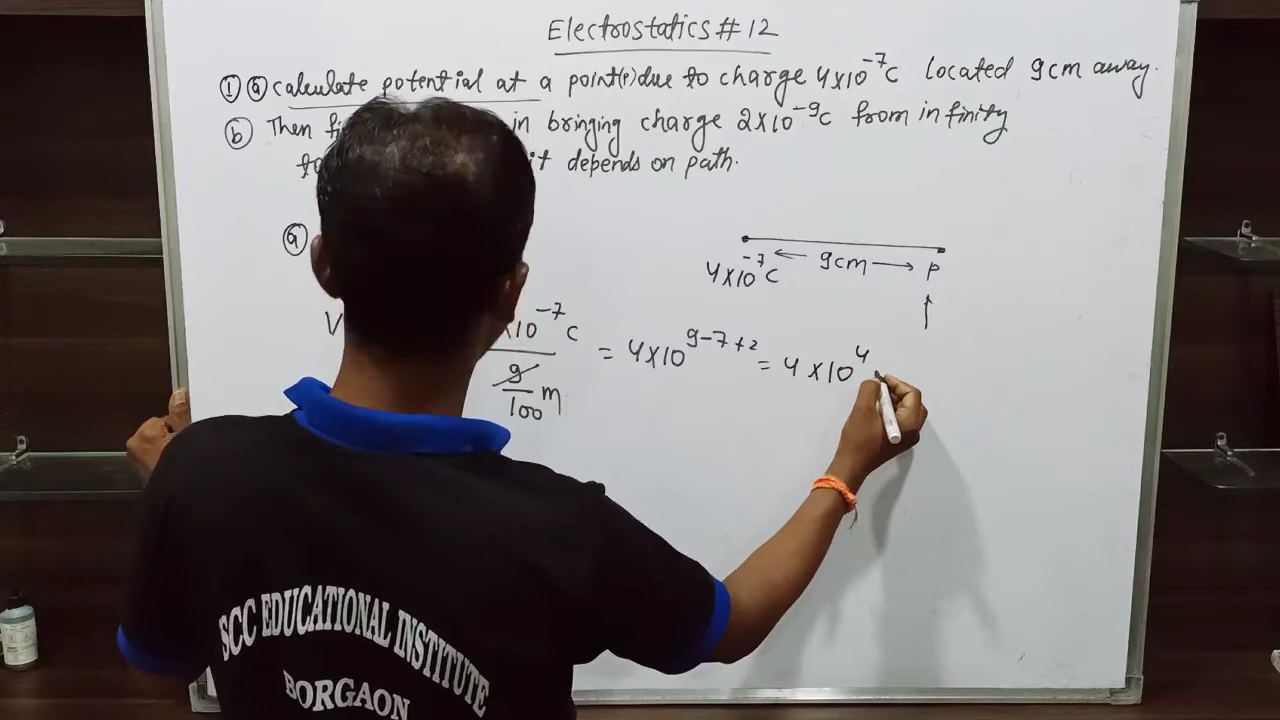 Electrostatics # 12
① ⓐ calculate potential at a point(P) due to charge 4×10⁻⁷C located 9cm away.
ⓑ Then in bringing charge 2×10⁻⁹C from infinity
it depends on path.
ⓐ
4×10⁻⁷C 9cm P
V ×10⁻⁷ C / 9/100 m = 4×10⁹⁻⁷⁺² = 4×10⁴
SCC EDUCATIONAL INSTITUTE
BORGAON